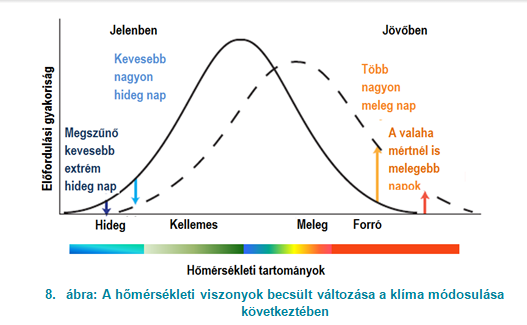 Jelenben
Jövőben
Kevesebb
nagyon
hideg nap
Több
nagyon
meleg nap
Megszűnő
kevesebb
extrém
hideg nap
A valaha
mértnél is
melegebb
nanok
Előfordulási gyakoriság
Hideg
Kellemes
Meleg
Forró
Hőmérsékleti tartományok
8. ábra: A hőmérsékleti viszonyok becsült változása a klíma módosulása
következtében